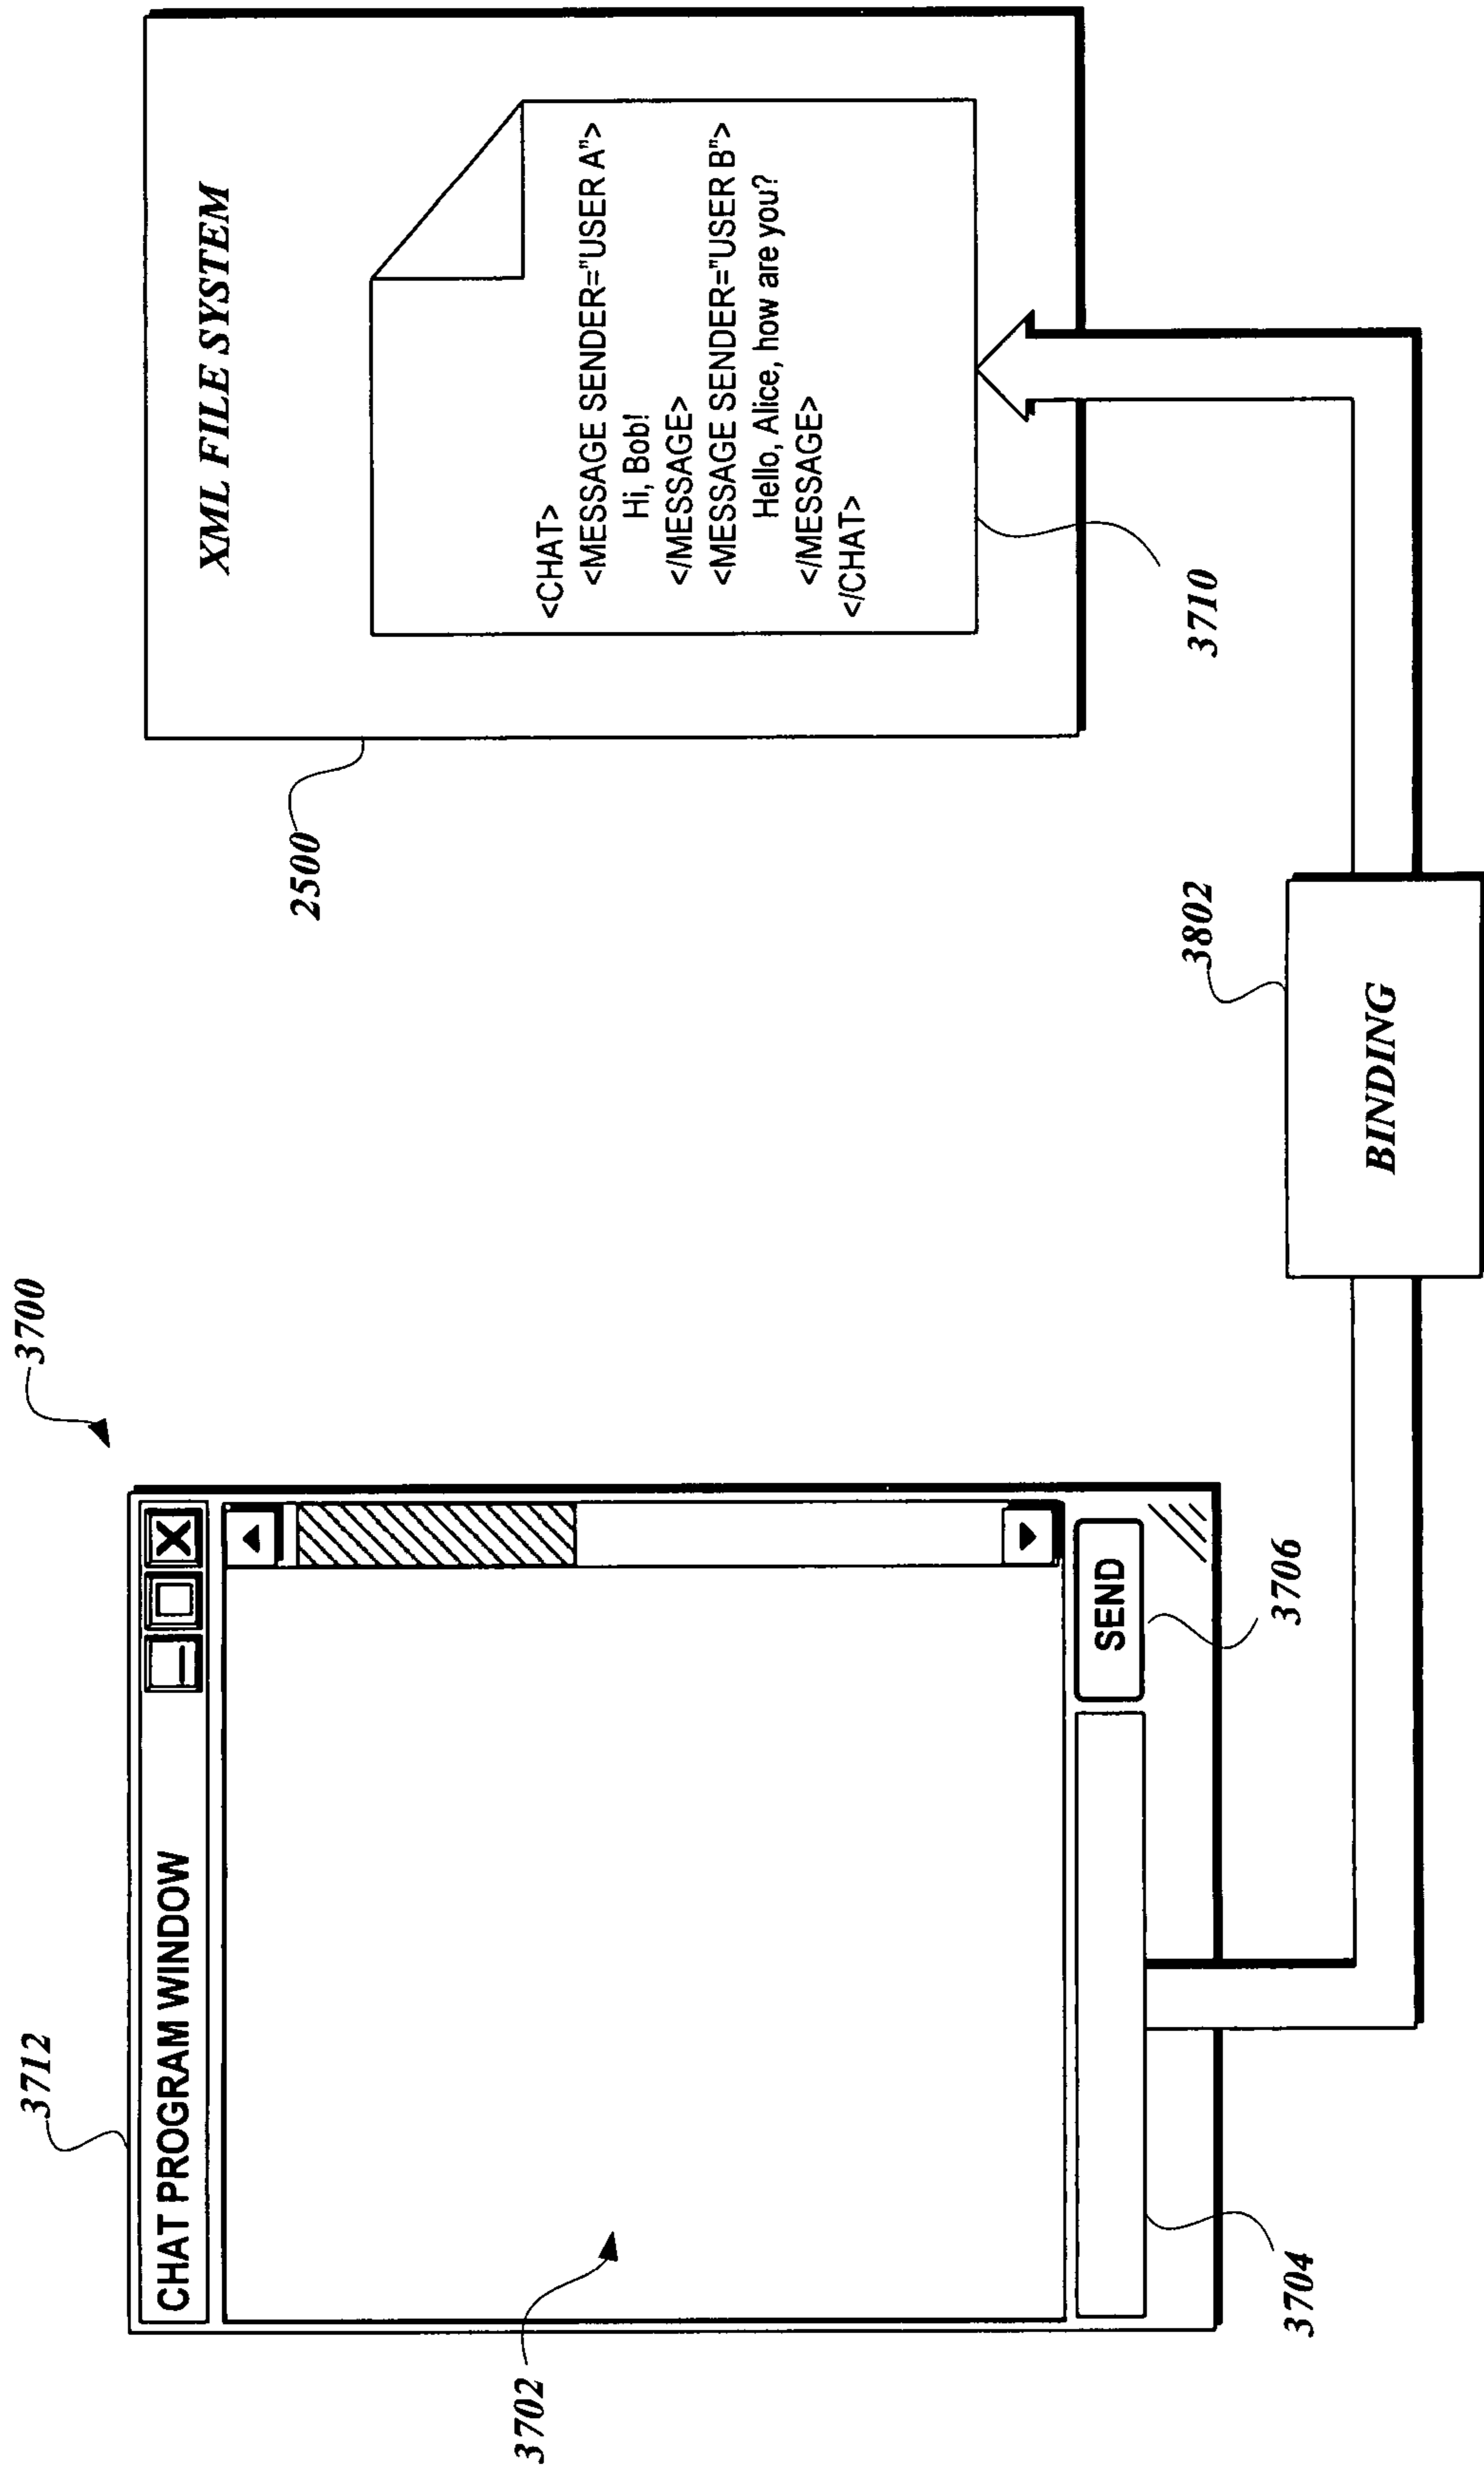 3700
3712
CHAT PROGRAM WINDOW
3702
SEND
3704
3706
2500
XML FILE SYSTEM
<CHAT>
<MESSAGE SENDER="USER A">
Hi, Bob!
</MESSAGE>
<MESSAGE SENDER="USER B">
Hello, Alice, how are you?
</MESSAGE>
</CHAT>
3710
3802
BINDING